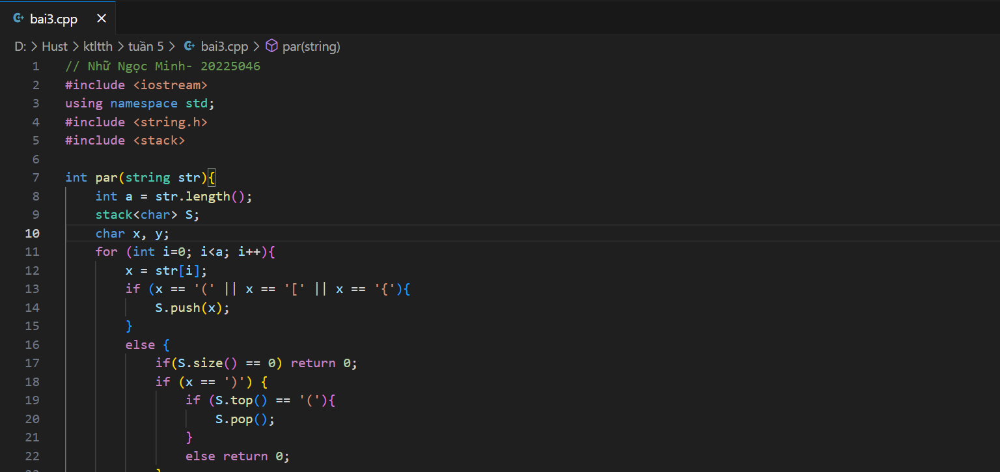 bai3.cpp
D: > Hust > ktltth > tuần 5 > bai3.cpp > par(string)
1 // Nhữ Ngọc Minh- 20225046
2 #include <iostream>
3 using namespace std;
4 #include <string.h>
5 #include <stack>
6
7 int par(string str){
8     int a = str.length();
9     stack<char> S;
10     char x, y;
11     for (int i=0; i<a; i++){
12         x = str[i];
13         if (x == '(' || x == '[' || x == '{'){
14             S.push(x);
15         }
16         else {
17             if(S.size() == 0) return 0;
18             if (x == ')') {
19                 if (S.top() == '('){
20                     S.pop();
21                 }
22                 else return 0;